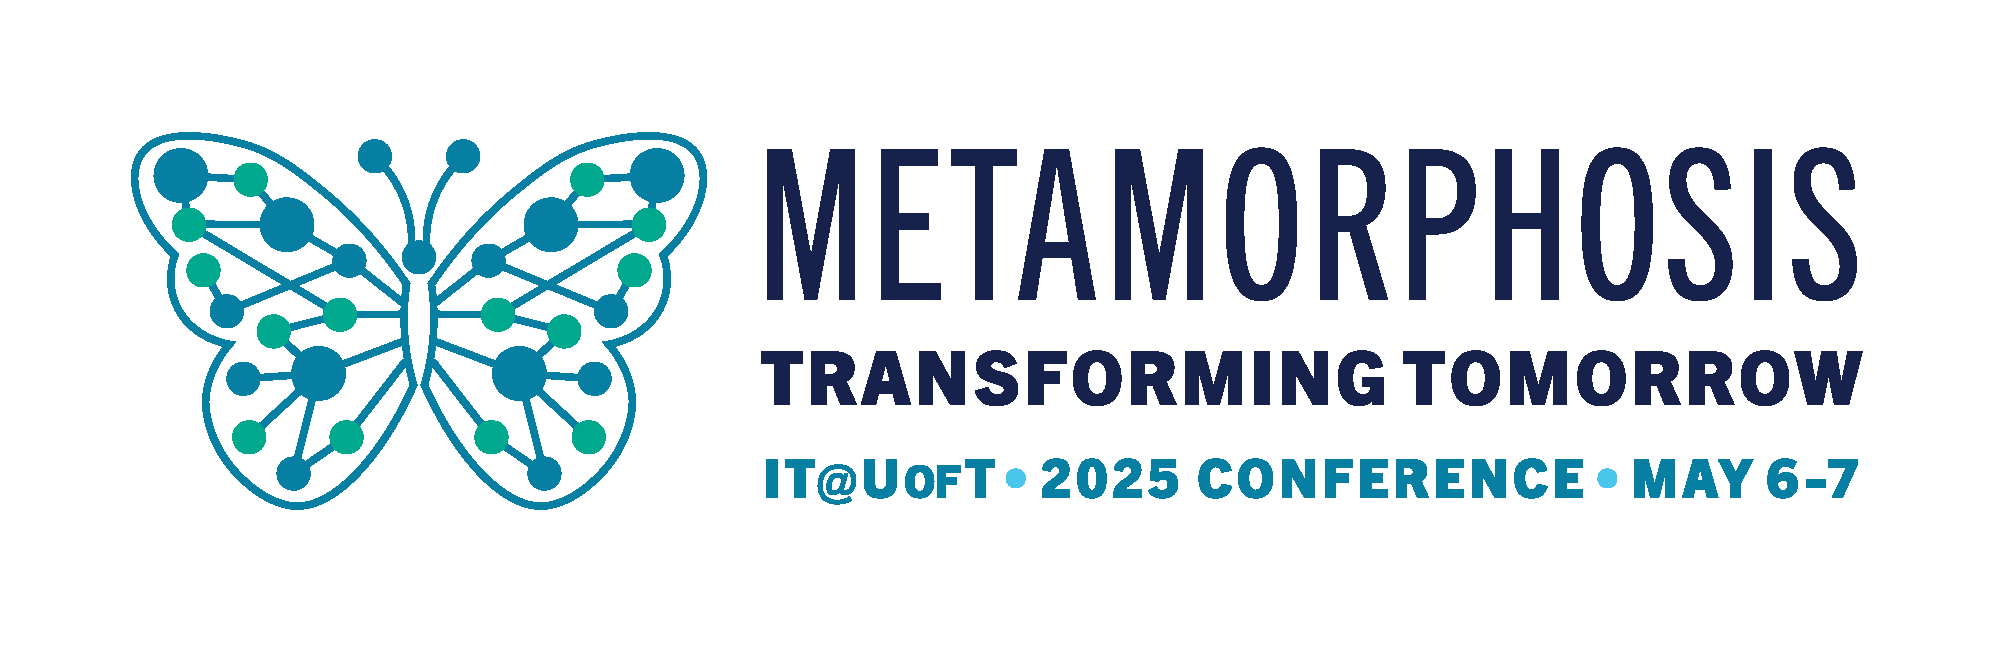 METAMORPHOSIS
TRANSFORMING TOMORROW
IT@UOFT • 2025 CONFERENCE • MAY 6-7